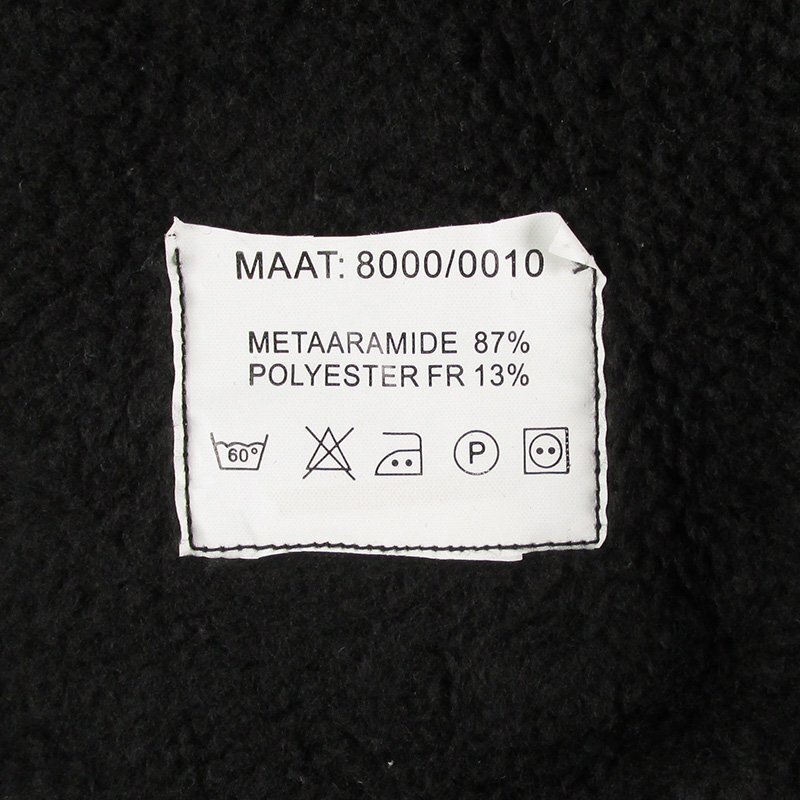 MAAT: 8000/0010
METAARAMIDE 87%
POLYESTER FR 13%
60° P